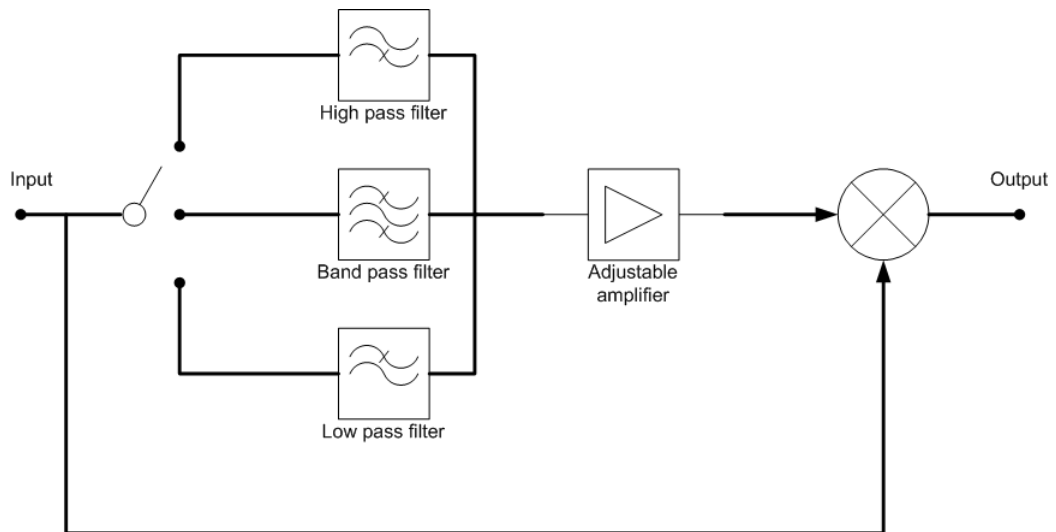 High pass filter
Input
Output
Band pass filter
Adjustable
amplifier
Low pass filter